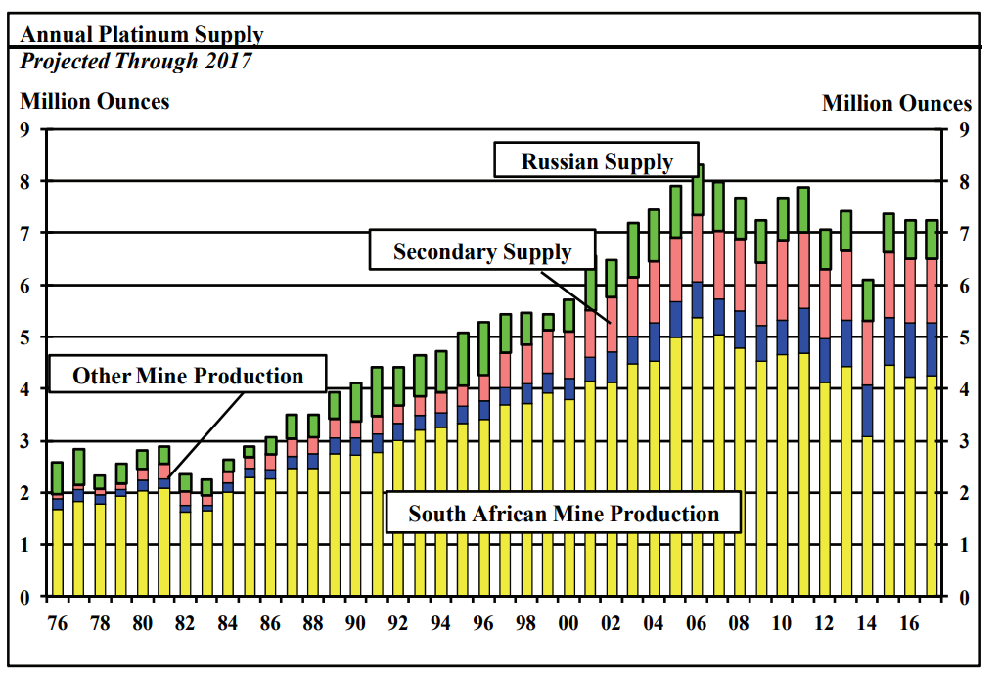 Annual Platinum Supply
Projected Through 2017
Million Ounces Million Ounces
9 9
Russian Supply
8 8
7 7
Secondary Supply
6 6
5 5
Other Mine Production
4 4
3 3
2 2
South African Mine Production
1 1
0 0
76 78 80 82 84 86 88 90 92 94 96 98 00 02 04 06 08 10 12 14 16